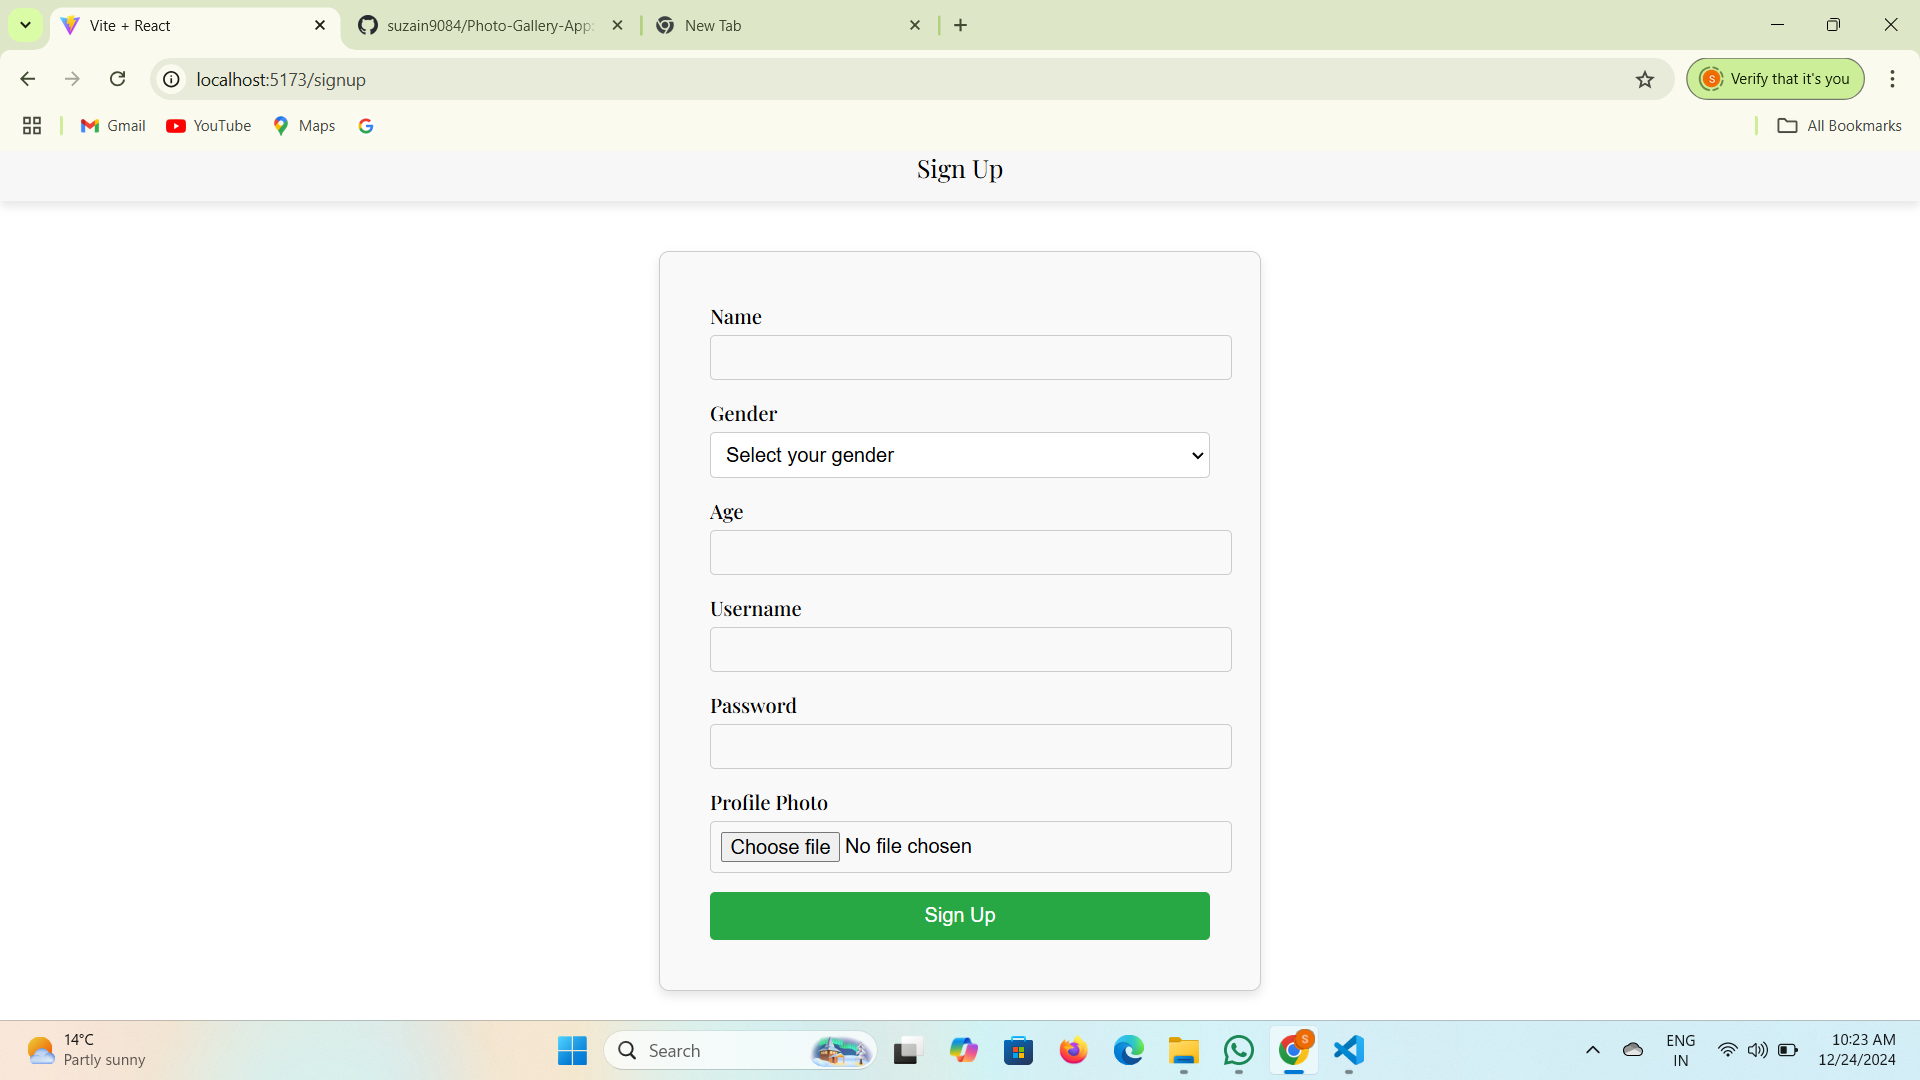 Vite + React
suzain9084/Photo-Gallery-App:
New Tab
localhost:5173/signup
S
Verify that it's you
Gmail
YouTube
Maps
All Bookmarks
Sign Up
Name
Gender
Select your gender
Age
Username
Password
Profile Photo
Choose file No file chosen
Sign Up
14°C
Partly sunny
Search
S
ENG
IN
10:23 AM
12/24/2024